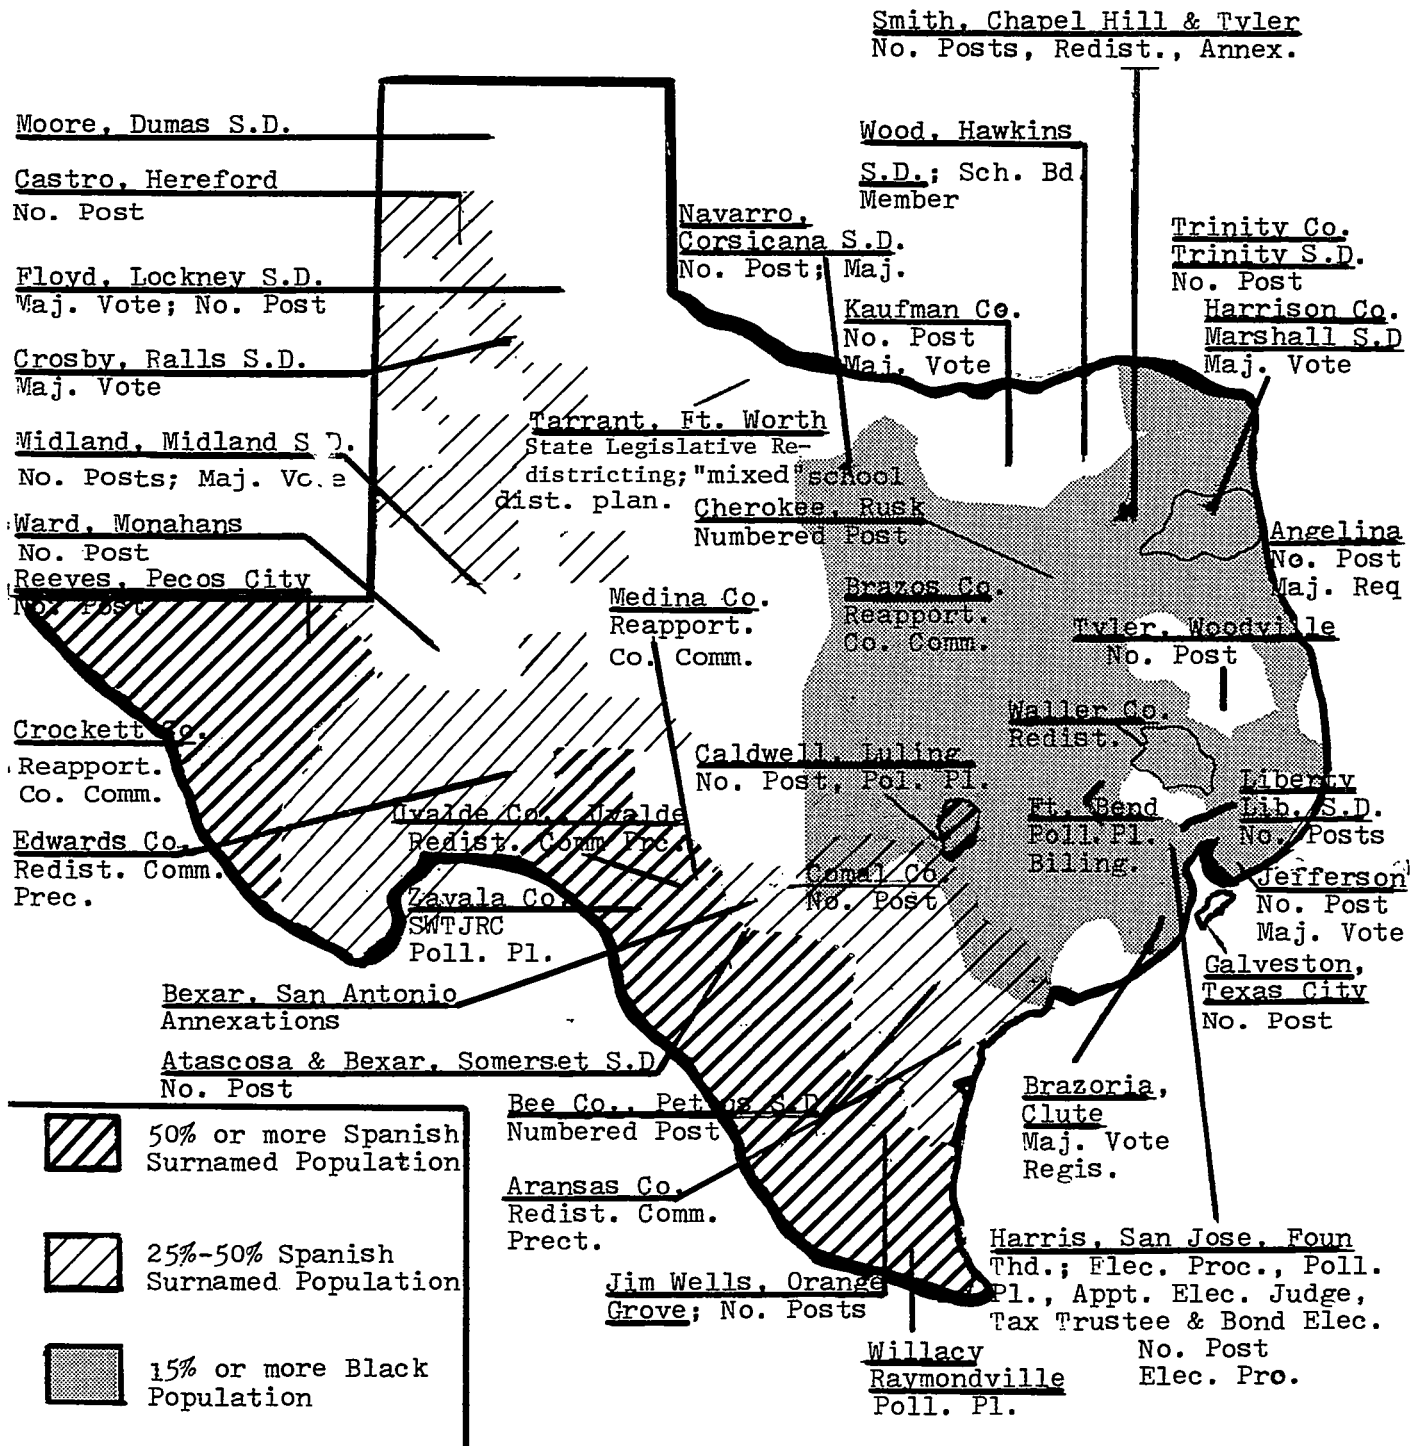 Smith, Chapel Hill & Tyler
No. Posts, Redist., Annex.
Moore, Dumas S.D.
Wood, Hawkins
S.D.; Sch. Bd
Member
Castro, Hereford
No. Post
Navarro,
Corsicana S.D.
No. Post; Maj.
Trinity Co.
Trinity S.D.
No. Post
Floyd, Lockney S.D.
Maj. Vote; No. Post
Kaufman Co.
No. Post
Maj. Vote
Harrison Co.
Marshall S.D
Maj. Vote
Crosby, Ralls S.D.
Maj. Vote
Tarrant, Ft. Worth
State Legislative Re-
districting; "mixed" school
dist. plan.
Midland, Midland S.D.
No. Posts; Maj. Vote
Cherokee, Rusk
Numbered Post
Ward, Monahans
No. Post
Angelina
No. Post
Maj. Req
Reeves, Pecos City
No. Post
Medina Co.
Reapport.
Co. Comm.
Brazos Co.
Reapport.
Co. Comm.
Tyler, Woodville
No. Post
Waller Co.
Redist.
Crockett Co.
Reapport.
Co. Comm.
Caldwell, Luling
No. Post, Pol. Pl.
Liberty
Lib. S.D.
No. Posts
Ft. Bend
Poll. Pl.
Biling.
Edwards Co.
Redist. Comm.
Prec.
Uvalde Co., Uvalde
Redist. Comm Prc.
Comal Co.
No. Post
Jefferson
No. Post
Maj. Vote
Zavala Co.
SWTJRC
Poll. Pl.
Galveston,
Texas City
No. Post
Bexar, San Antonio
Annexations
Atascosa & Bexar, Somerset S.D
No. Post
Bee Co., Pettus S.D
Numbered Post
Brazoria,
Clute
Maj. Vote
Regis.
Aransas Co.
Redist. Comm.
Prect.
Jim Wells, Orange
Grove; No. Posts
Harris, San Jose, Foun
Thd.; Elec. Proc., Poll.
Pl., Appt. Elec. Judge,
Tax Trustee & Bond Elec.
No. Post
Elec. Pro.
Willacy
Raymondville
Poll. Pl.
50% or more Spanish
Surnamed Population
25%-50% Spanish
Surnamed Population
15% or more Black
Population